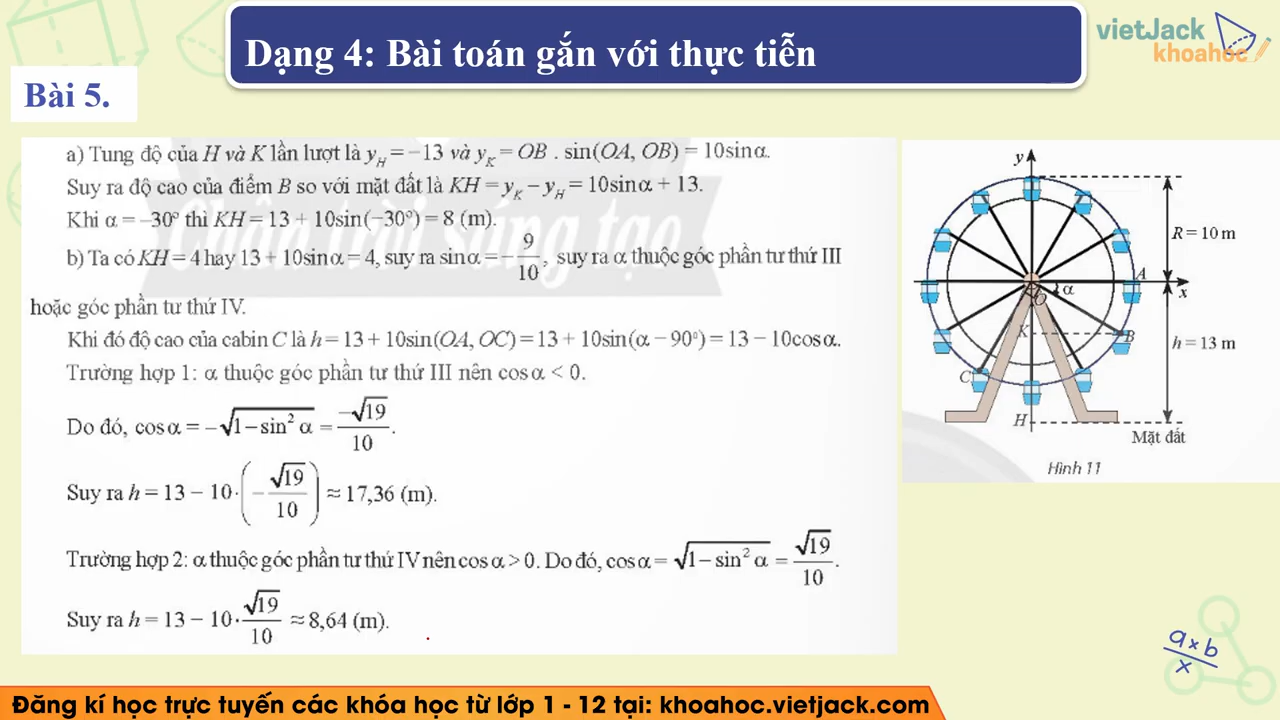 Dạng 4: Bài toán gắn với thực tiễn
vietJack
khoahoc
Bài 5.
a) Tung độ của H và K lần lượt là y_H = −13 và y_K = OB . sin(OA, OB) = 10sinα.
Suy ra độ cao của điểm B so với mặt đất là KH = y_K − y_H = 10sinα + 13.
Khi α = −30° thì KH = 13 + 10sin(−30°) = 8 (m).
b) Ta có KH = 4 hay 13 + 10sinα = 4, suy ra sinα = −9/10, suy ra α thuộc góc phần tư thứ III
hoặc góc phần tư thứ IV.
Khi đó độ cao của cabin C là h = 13 + 10sin(OA, OC) = 13 + 10sin(α − 90°) = 13 − 10cosα.
Trường hợp 1: α thuộc góc phần tư thứ III nên cosα < 0.
Do đó, cosα = −√(1−sin²α) = −√19/10.
Suy ra h = 13 − 10·(−√19/10) ≈ 17,36 (m).
Trường hợp 2: α thuộc góc phần tư thứ IV nên cosα > 0. Do đó, cosα = √(1−sin²α) = √19/10.
Suy ra h = 13 − 10·√19/10 ≈ 8,64 (m).
Chân trời sáng tạo
y
R = 10 m
A
x
O
α
K
B
h = 13 m
C
H
Mặt đất
Hình 11
a×b
x
Đăng kí học trực tuyến các khóa học từ lớp 1 - 12 tại: khoahoc.vietjack.com